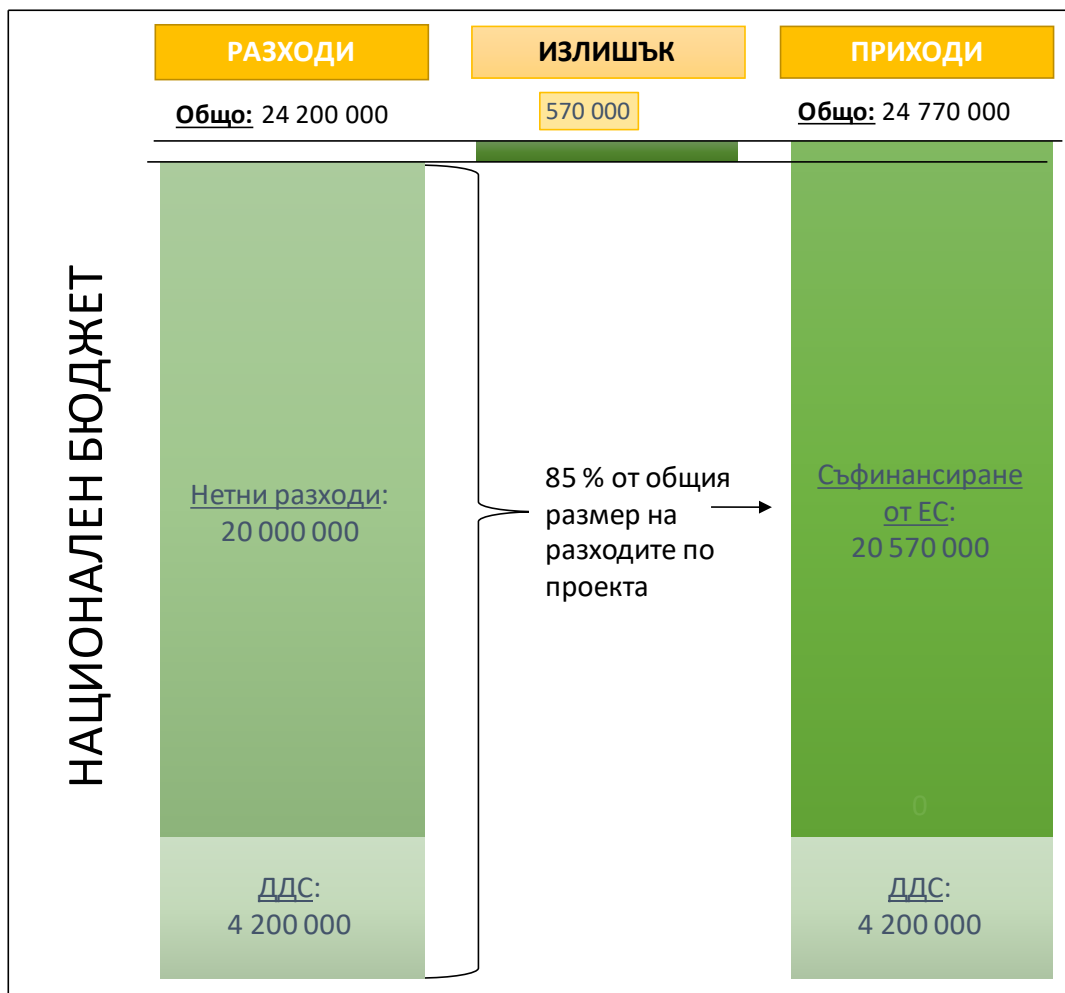 РАЗХОДИ
ИЗЛИШЪК
ПРИХОДИ
Общо: 24 200 000
570 000
Общо: 24 770 000
НАЦИОНАЛЕН БЮДЖЕТ
Нетни разходи:
20 000 000
85 % от общия
размер на
разходите по
проекта
Съфинансиране
от ЕС:
20 570 000
0
ДДС:
4 200 000
ДДС:
4 200 000